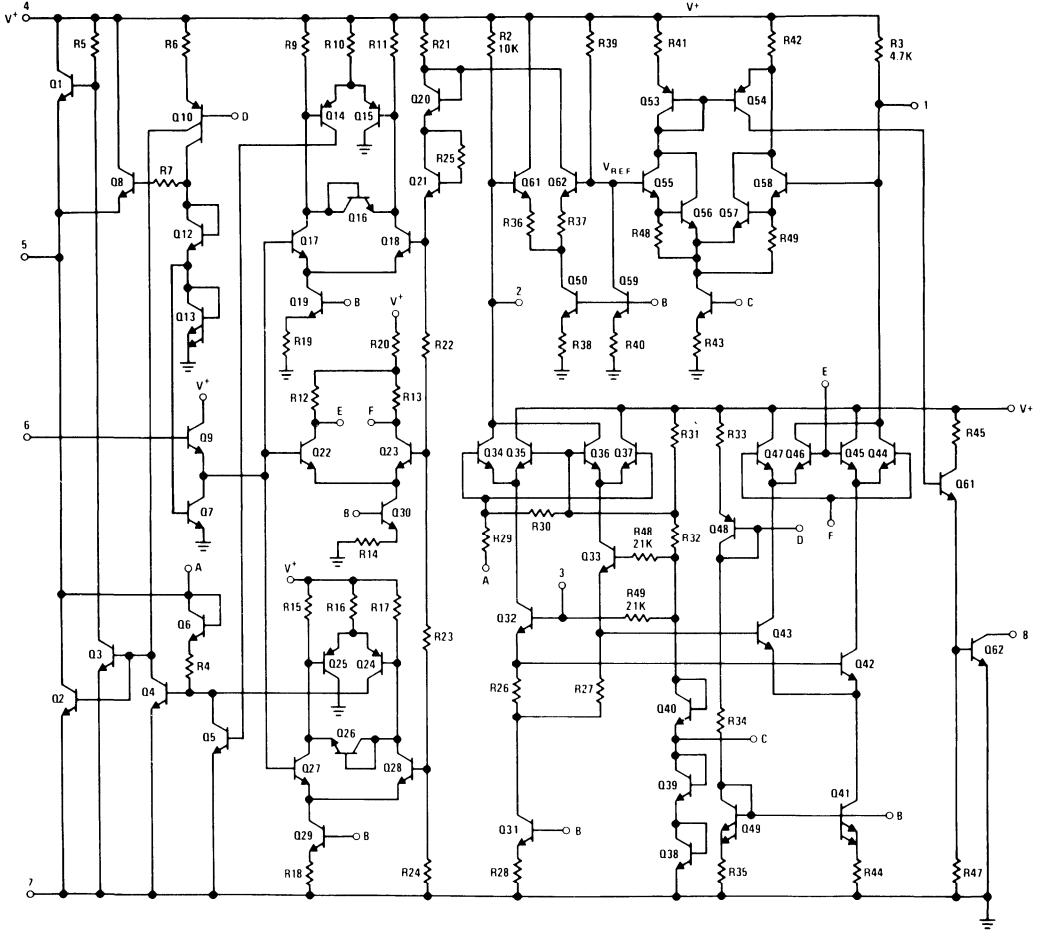 V+ 4
V+
R5
R6
R9
R10
R11
R21
R2
10K
R39
R41
R42
R3
4.7K
Q1
Q10
D
Q14
Q15
Q20
Q53
Q54
1
Q8
R7
R25
Q21
VREF
Q61
Q62
Q55
Q58
Q12
Q16
R36
R37
Q56
Q57
R48
R49
5
Q17
Q18
Q13
Q19
B
2
Q50
Q59
B
C
V+
R19
R20
R22
R38
R40
R43
V+
R12
R13
E
E
F
V+
6
Q9
Q22
Q23
Q34
Q35
Q36
Q37
R31
R33
Q47
Q46
Q45
Q44
R45
Q61
Q7
B
Q30
R30
R14
R29
R32
Q48
D
F
A
V+
A
Q33
R48
21K
3
R49
21K
R15
R16
R17
Q6
R23
Q32
Q43
B
Q3
R4
Q25
Q24
Q42
Q62
Q2
Q4
R26
R27
Q40
R34
Q5
Q26
C
Q27
Q28
Q39
Q41
Q29
B
Q31
B
Q49
B
Q38
R18
R24
R28
R35
R44
R47
7